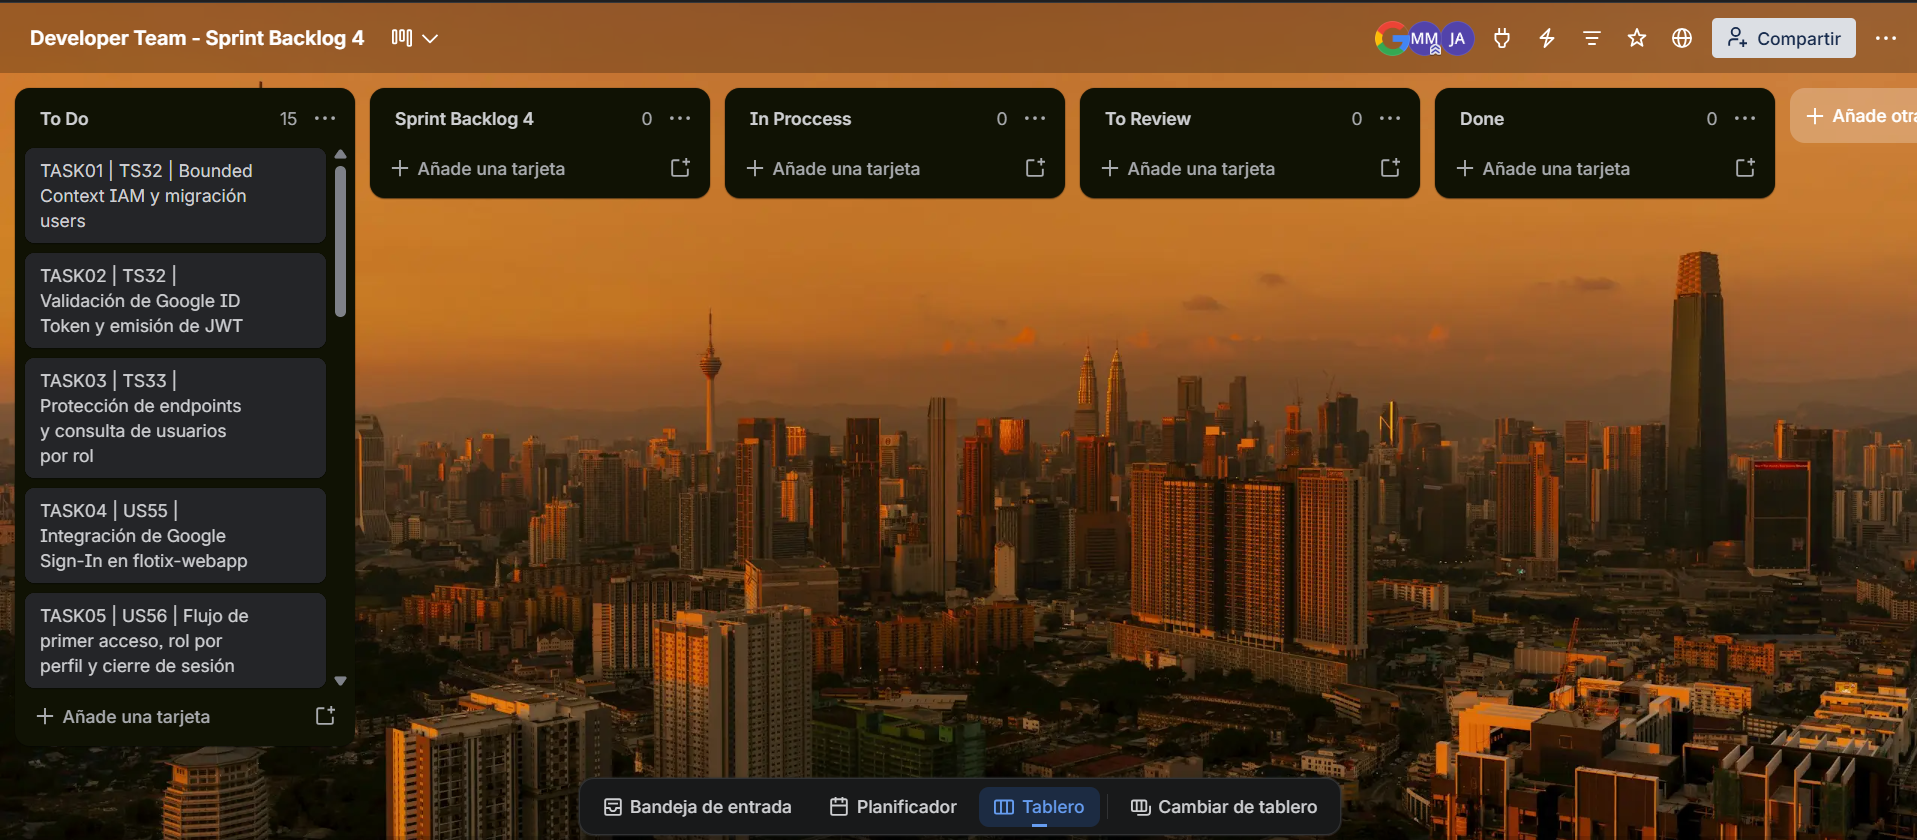 Developer Team - Sprint Backlog 4
MM
JA
Compartir
To Do
15
TASK01 | TS32 | Bounded
Context IAM y migración
users
TASK02 | TS32 |
Validación de Google ID
Token y emisión de JWT
TASK03 | TS33 |
Protección de endpoints
y consulta de usuarios
por rol
TASK04 | US55 |
Integración de Google
Sign-In en flotix-webapp
TASK05 | US56 | Flujo de
primer acceso, rol por
perfil y cierre de sesión
Añade una tarjeta
Sprint Backlog 4
0
Añade una tarjeta
In Proccess
0
Añade una tarjeta
To Review
0
Añade una tarjeta
Done
0
Añade una tarjeta
Añade otra
Bandeja de entrada
Planificador
Tablero
Cambiar de tablero